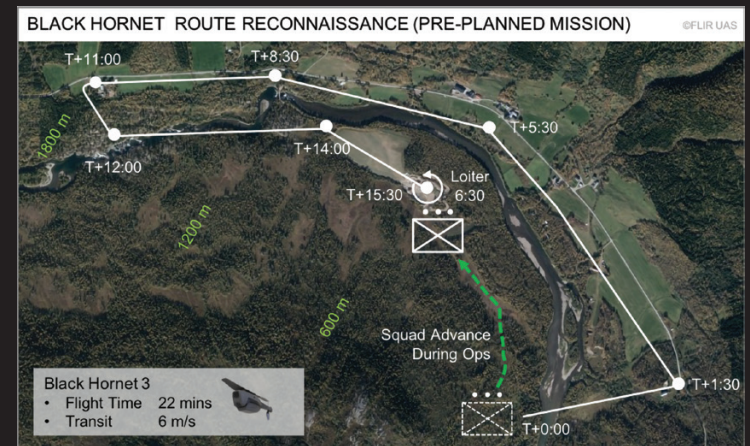 BLACK HORNET ROUTE RECONNAISSANCE (PRE-PLANNED MISSION)
©FLIR UAS
T+11:00
T+8:30
1800 m
T+12:00
T+14:00
T+5:30
T+15:30
Loiter
6:30
1200 m
600 m
Squad Advance
During Ops
Black Hornet 3
• Flight Time 22 mins
• Transit 6 m/s
T+1:30
T+0:00